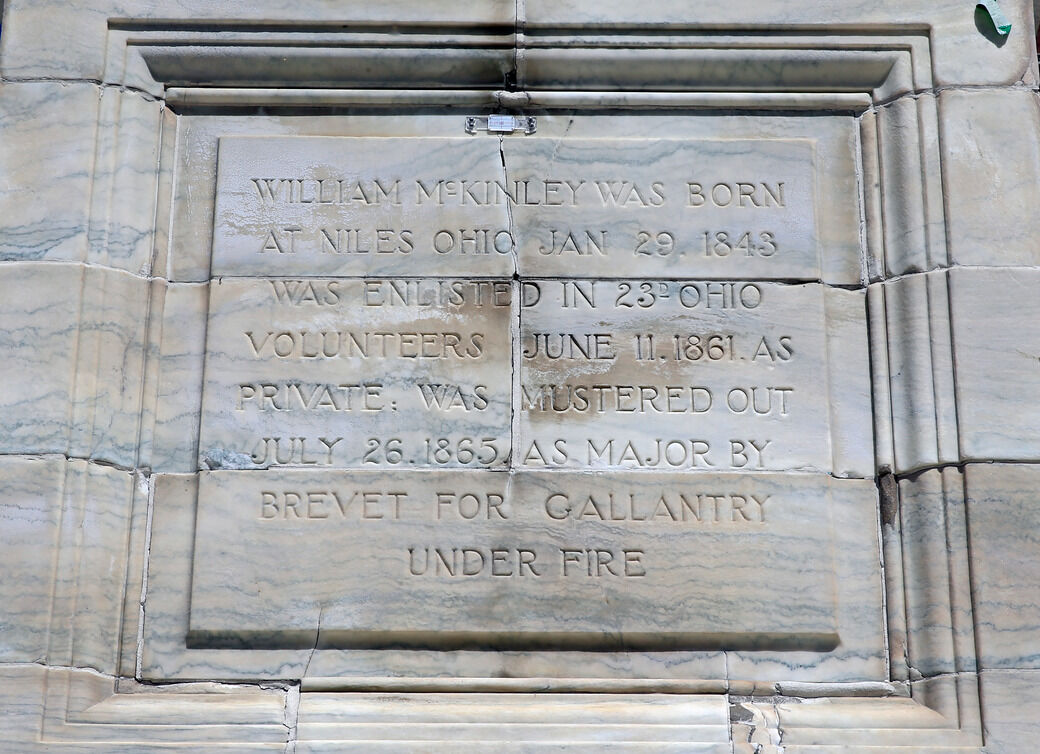 WILLIAM McKINLEY WAS BORN
AT NILES OHIO JAN 29, 1843
WAS ENLISTED IN 23D OHIO
VOLUNTEERS JUNE 11, 1861. AS
PRIVATE: WAS MUSTERED OUT
JULY 26, 1865, AS MAJOR BY
BREVET FOR GALLANTRY
UNDER FIRE